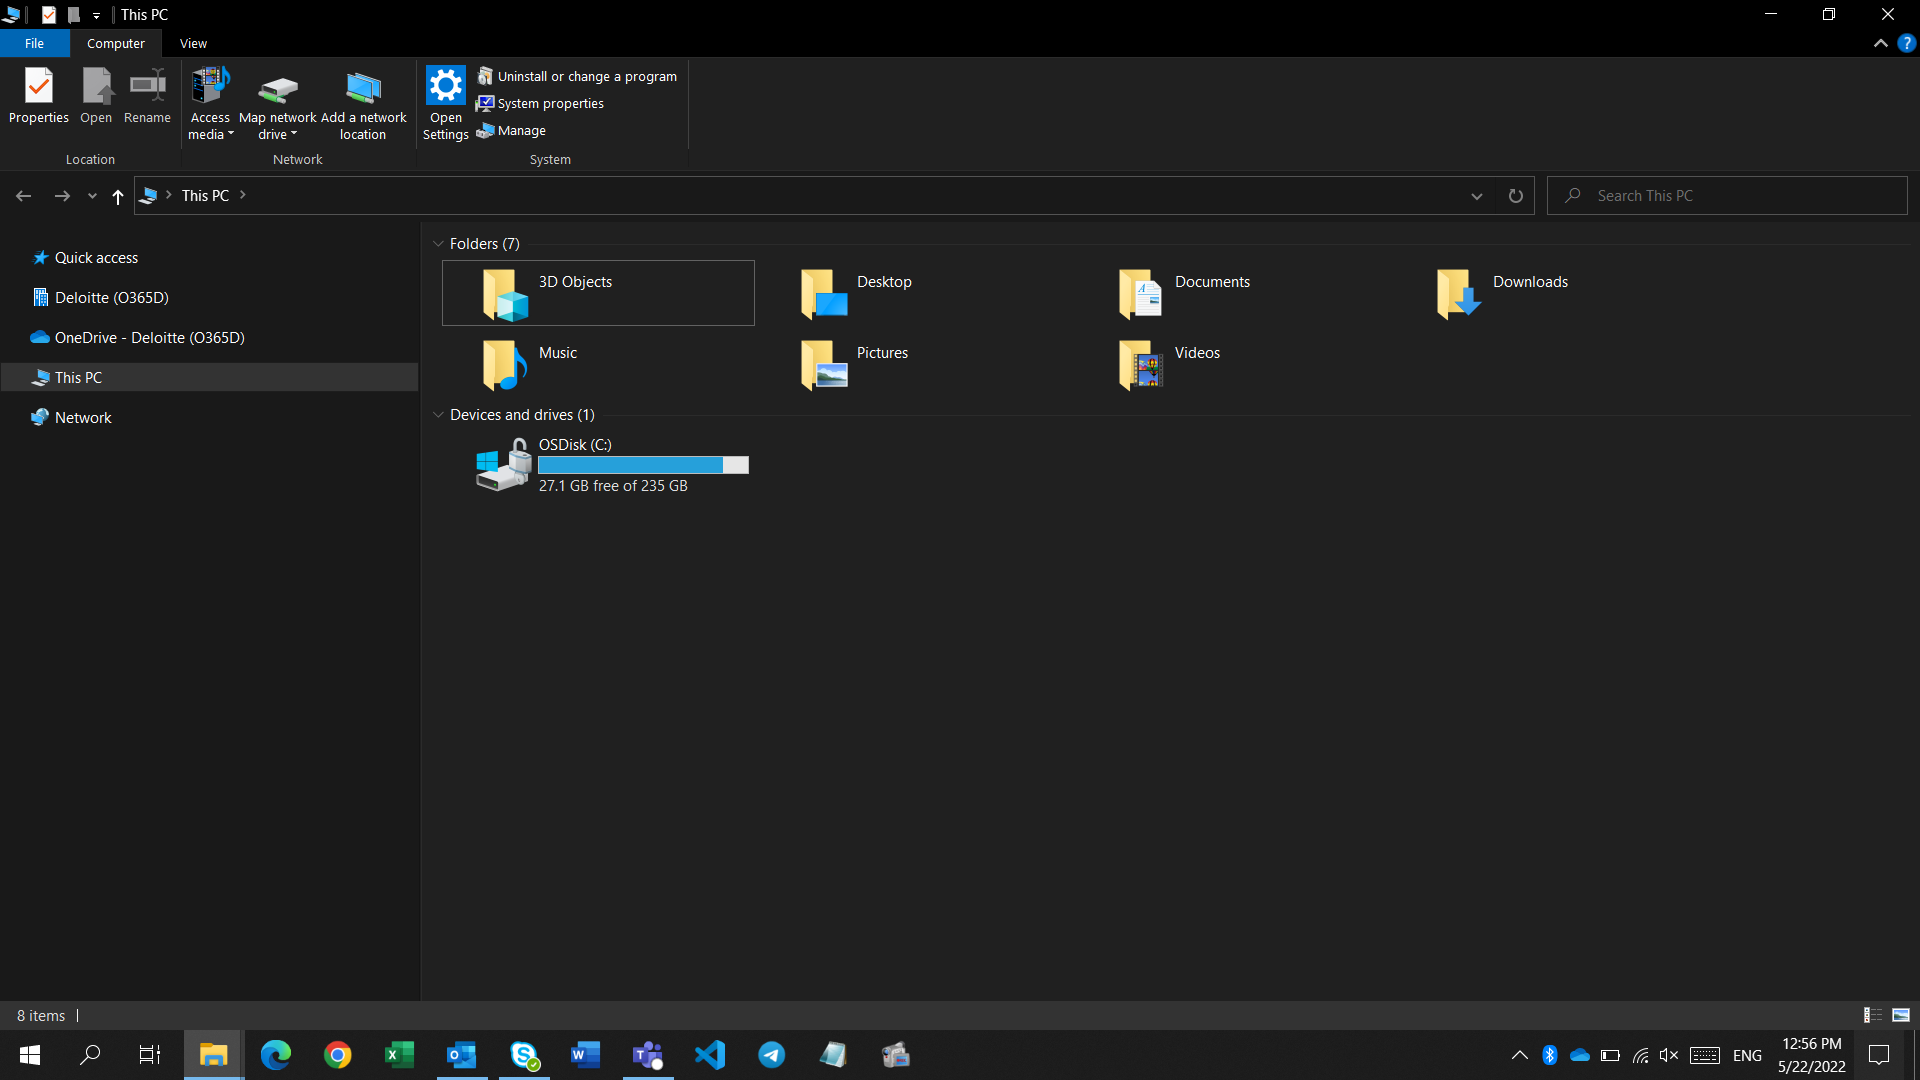 This PC
File Computer View
Properties Open Rename Access media Map network drive Add a network location Open Settings Uninstall or change a program
System properties
Manage
Location Network System
This PC
Search This PC
Quick access
Deloitte (O365D)
OneDrive - Deloitte (O365D)
This PC
Network
Folders (7)
3D Objects Desktop Documents Downloads
Music Pictures Videos
Devices and drives (1)
OSDisk (C:)
27.1 GB free of 235 GB
8 items
ENG
12:56 PM
5/22/2022